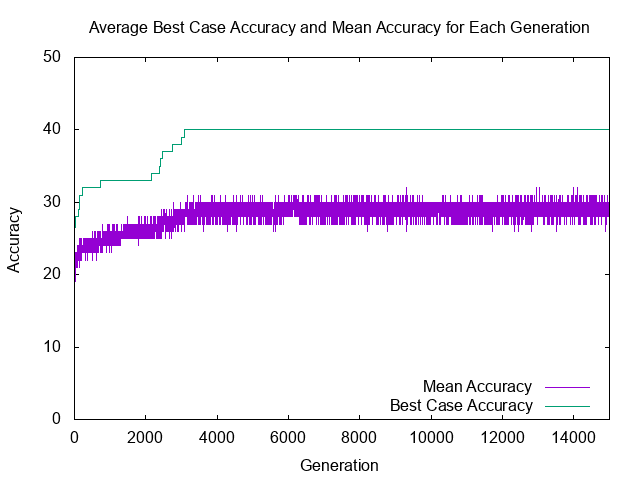 Average Best Case Accuracy and Mean Accuracy for Each Generation
50
40
30
20
10
0
Accuracy
Mean Accuracy
Best Case Accuracy
0 2000 4000 6000 8000 10000 12000 14000
Generation